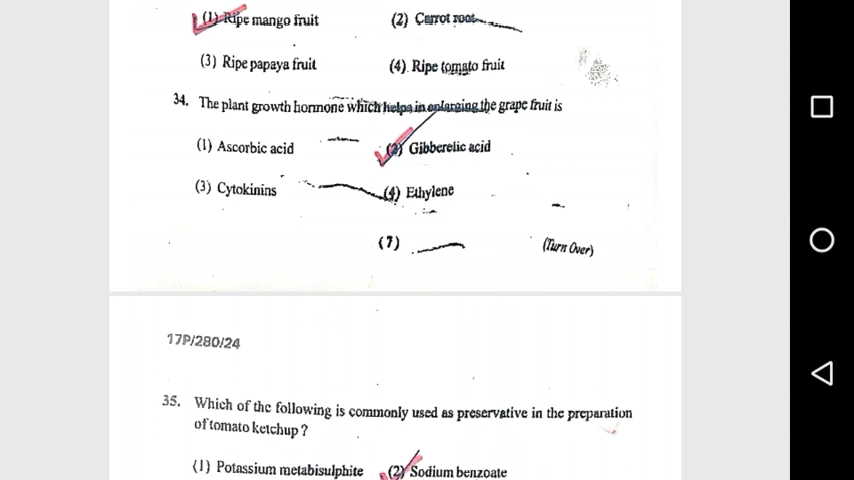 (1) Ripe mango fruit (2) Carrot root
(3) Ripe papaya fruit (4) Ripe tomato fruit
34. The plant growth hormone which helps in enlarging the grape fruit is
(1) Ascorbic acid (2) Gibberelic acid
(3) Cytokinins (4) Ethylene
(7) (Turn Over)
17P/280/24
35. Which of the following is commonly used as preservative in the preparation
of tomato ketchup ?
(1) Potassium metabisulphite (2) Sodium benzoate